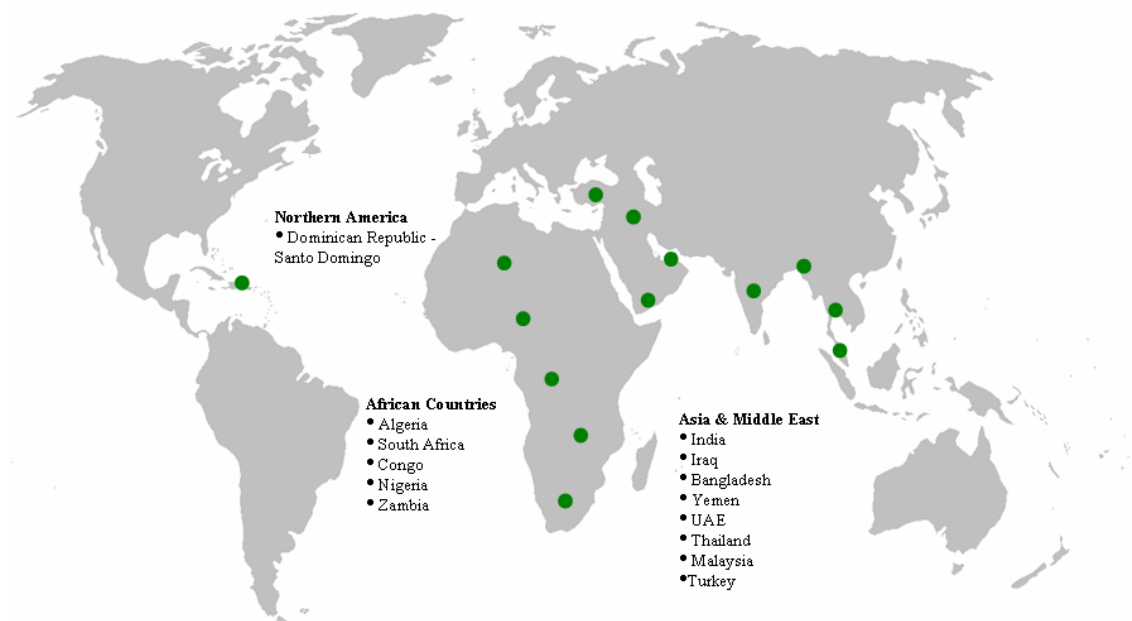 Northern America
• Dominican Republic -
Santo Domingo
African Countries
• Algeria
• South Africa
• Congo
• Nigeria
• Zambia
Asia & Middle East
• India
• Iraq
• Bangladesh
• Yemen
• UAE
• Thailand
• Malaysia
•Turkey